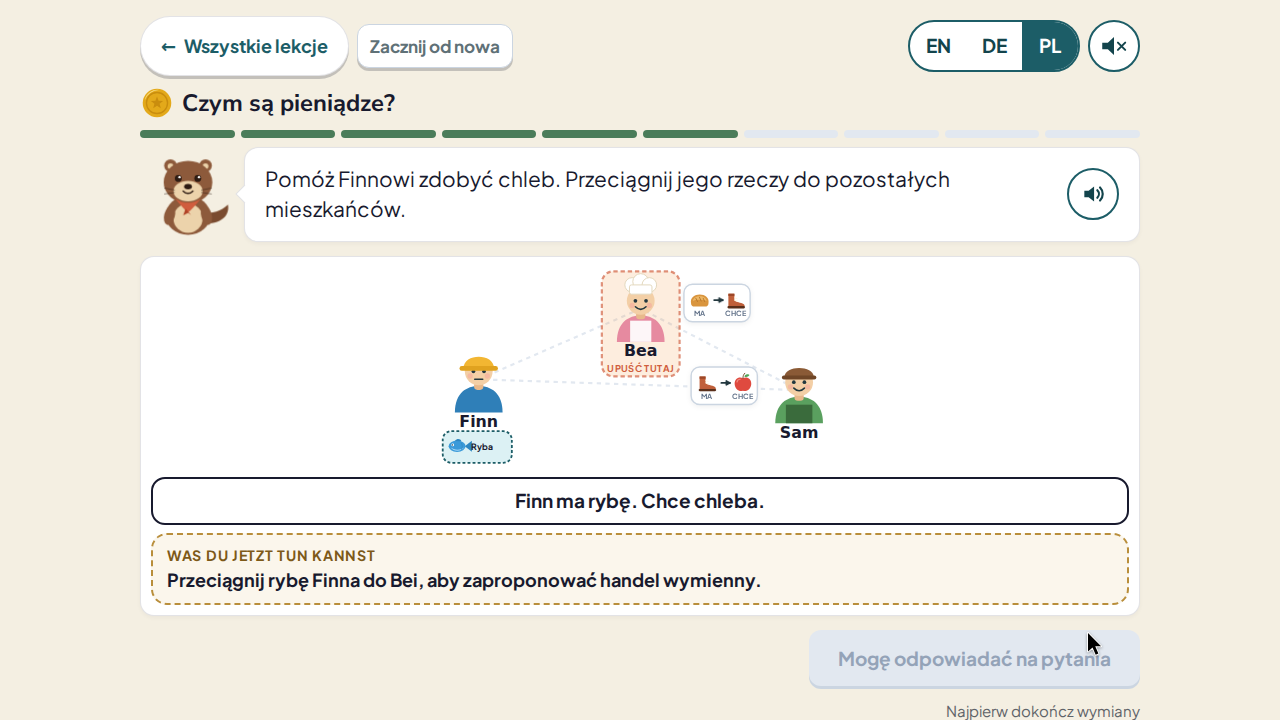 ← Wszystkie lekcje
Zacznij od nowa
EN DE PL
Czym są pieniądze?
Pomóż Finnowi zdobyć chleb. Przeciągnij jego rzeczy do pozostałych
mieszkańców.
MA CHCE
Bea
UPUŚĆ TUTAJ
MA CHCE
Finn
Sam
Ryba
Finn ma rybę. Chce chleba.
WAS DU JETZT TUN KANNST
Przeciągnij rybę Finna do Bei, aby zaproponować handel wymienny.
Mogę odpowiadać na pytania
Najpierw dokończ wymiany